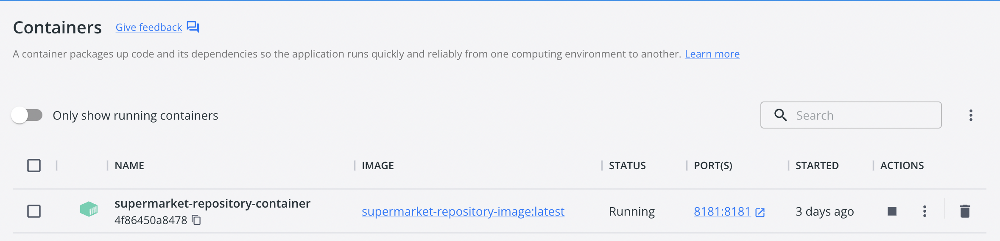 Containers Give feedback
A container packages up code and its dependencies so the application runs quickly and reliably from one computing environment to another. Learn more
Only show running containers Search
NAME IMAGE STATUS PORT(S) STARTED ACTIONS
supermarket-repository-container
4f86450a8478 supermarket-repository-image:latest Running 8181:8181 3 days ago